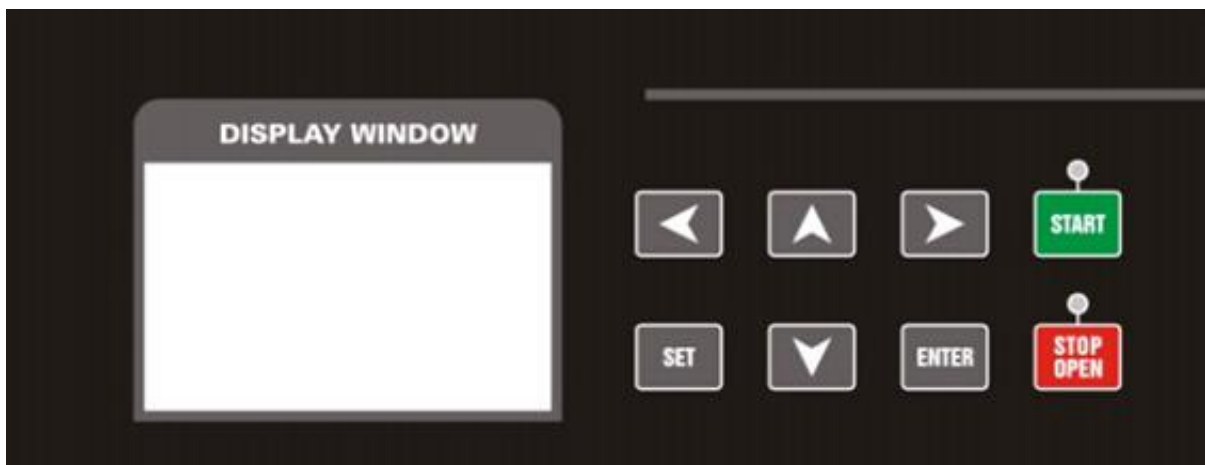 DISPLAY WINDOW
START
SET
ENTER
STOP
OPEN